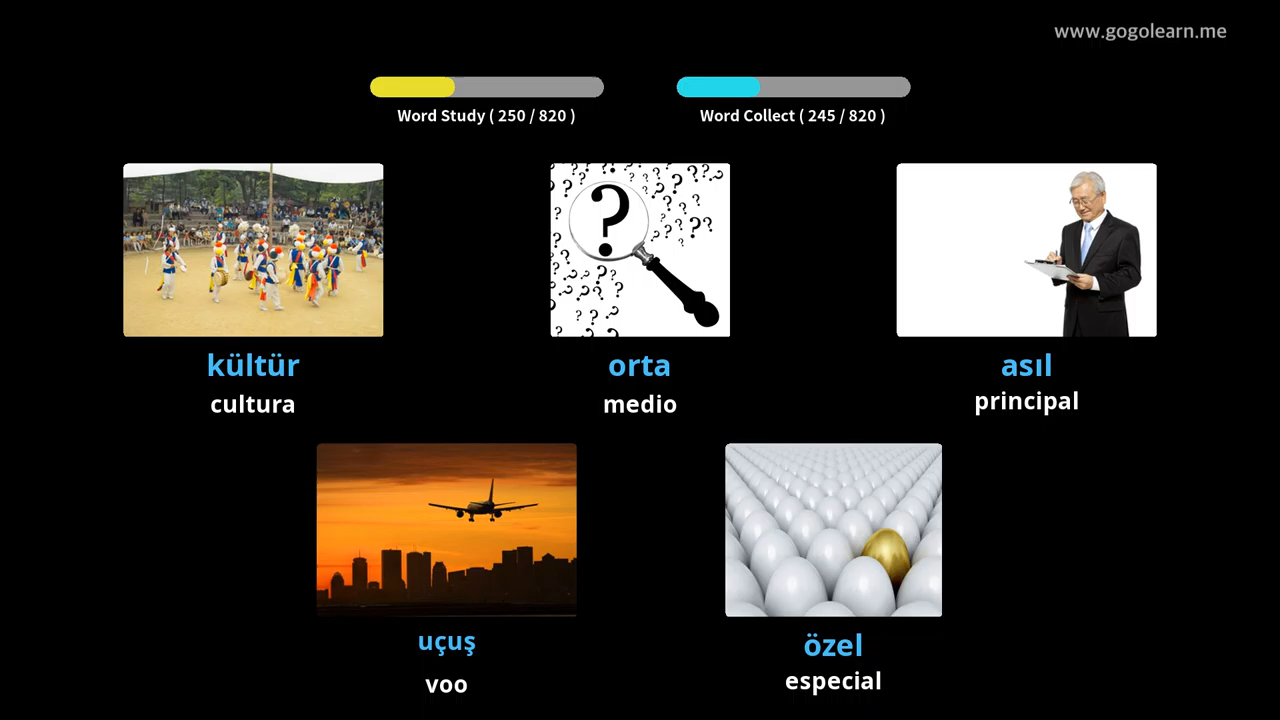 www.gogolearn.me
Word Study ( 250 / 820 )
Word Collect ( 245 / 820 )
kültür
cultura
orta
medio
asıl
principal
uçuş
voo
özel
especial